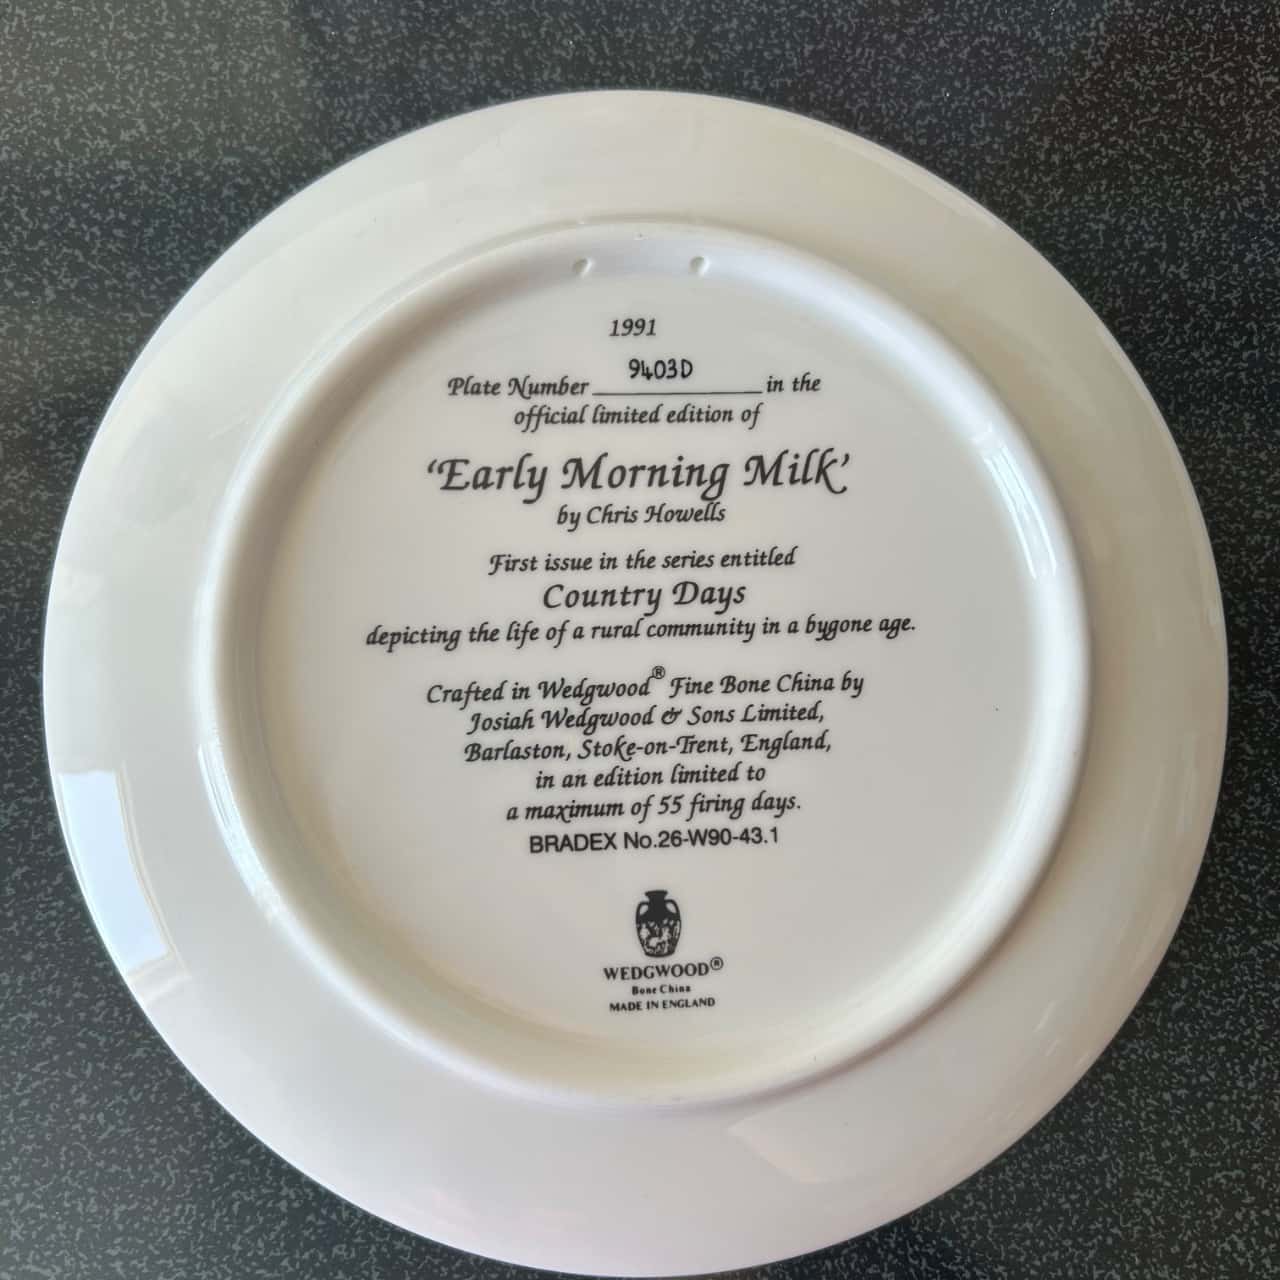 1991
Plate Number 9403D in the
official limited edition of
‘Early Morning Milk’
by Chris Howells
First issue in the series entitled
Country Days
depicting the life of a rural community in a bygone age.
Crafted in Wedgwood® Fine Bone China by
Josiah Wedgwood & Sons Limited,
Barlaston, Stoke-on-Trent, England,
in an edition limited to
a maximum of 55 firing days.
BRADEX No.26-W90-43.1
WEDGWOOD®
Bone China
MADE IN ENGLAND